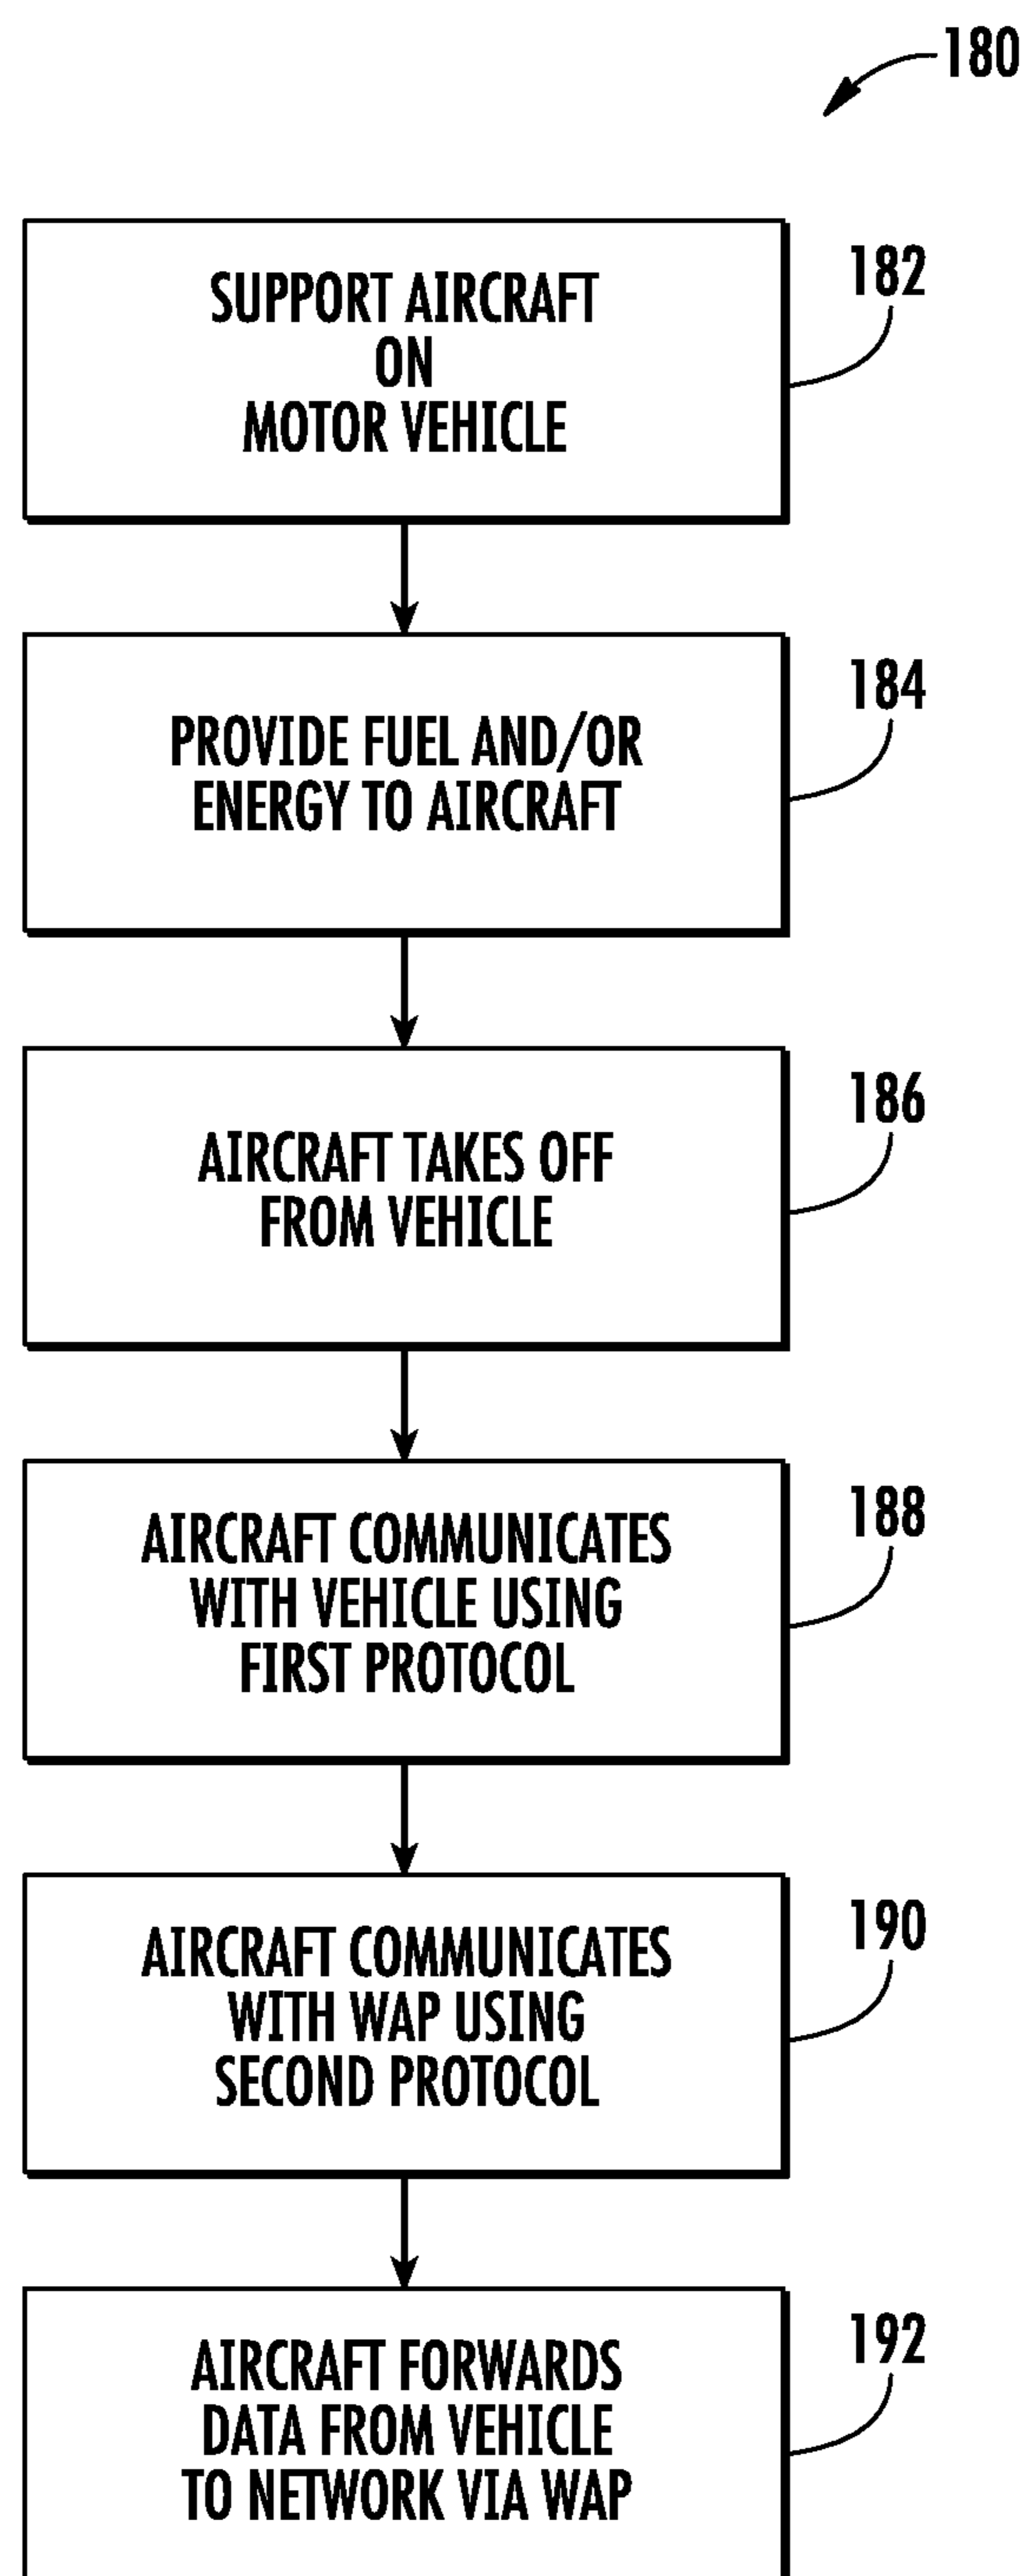 180
SUPPORT AIRCRAFT
ON
MOTOR VEHICLE
182
PROVIDE FUEL AND/OR
ENERGY TO AIRCRAFT
184
AIRCRAFT TAKES OFF
FROM VEHICLE
186
AIRCRAFT COMMUNICATES
WITH VEHICLE USING
FIRST PROTOCOL
188
AIRCRAFT COMMUNICATES
WITH WAP USING
SECOND PROTOCOL
190
AIRCRAFT FORWARDS
DATA FROM VEHICLE
TO NETWORK VIA WAP
192